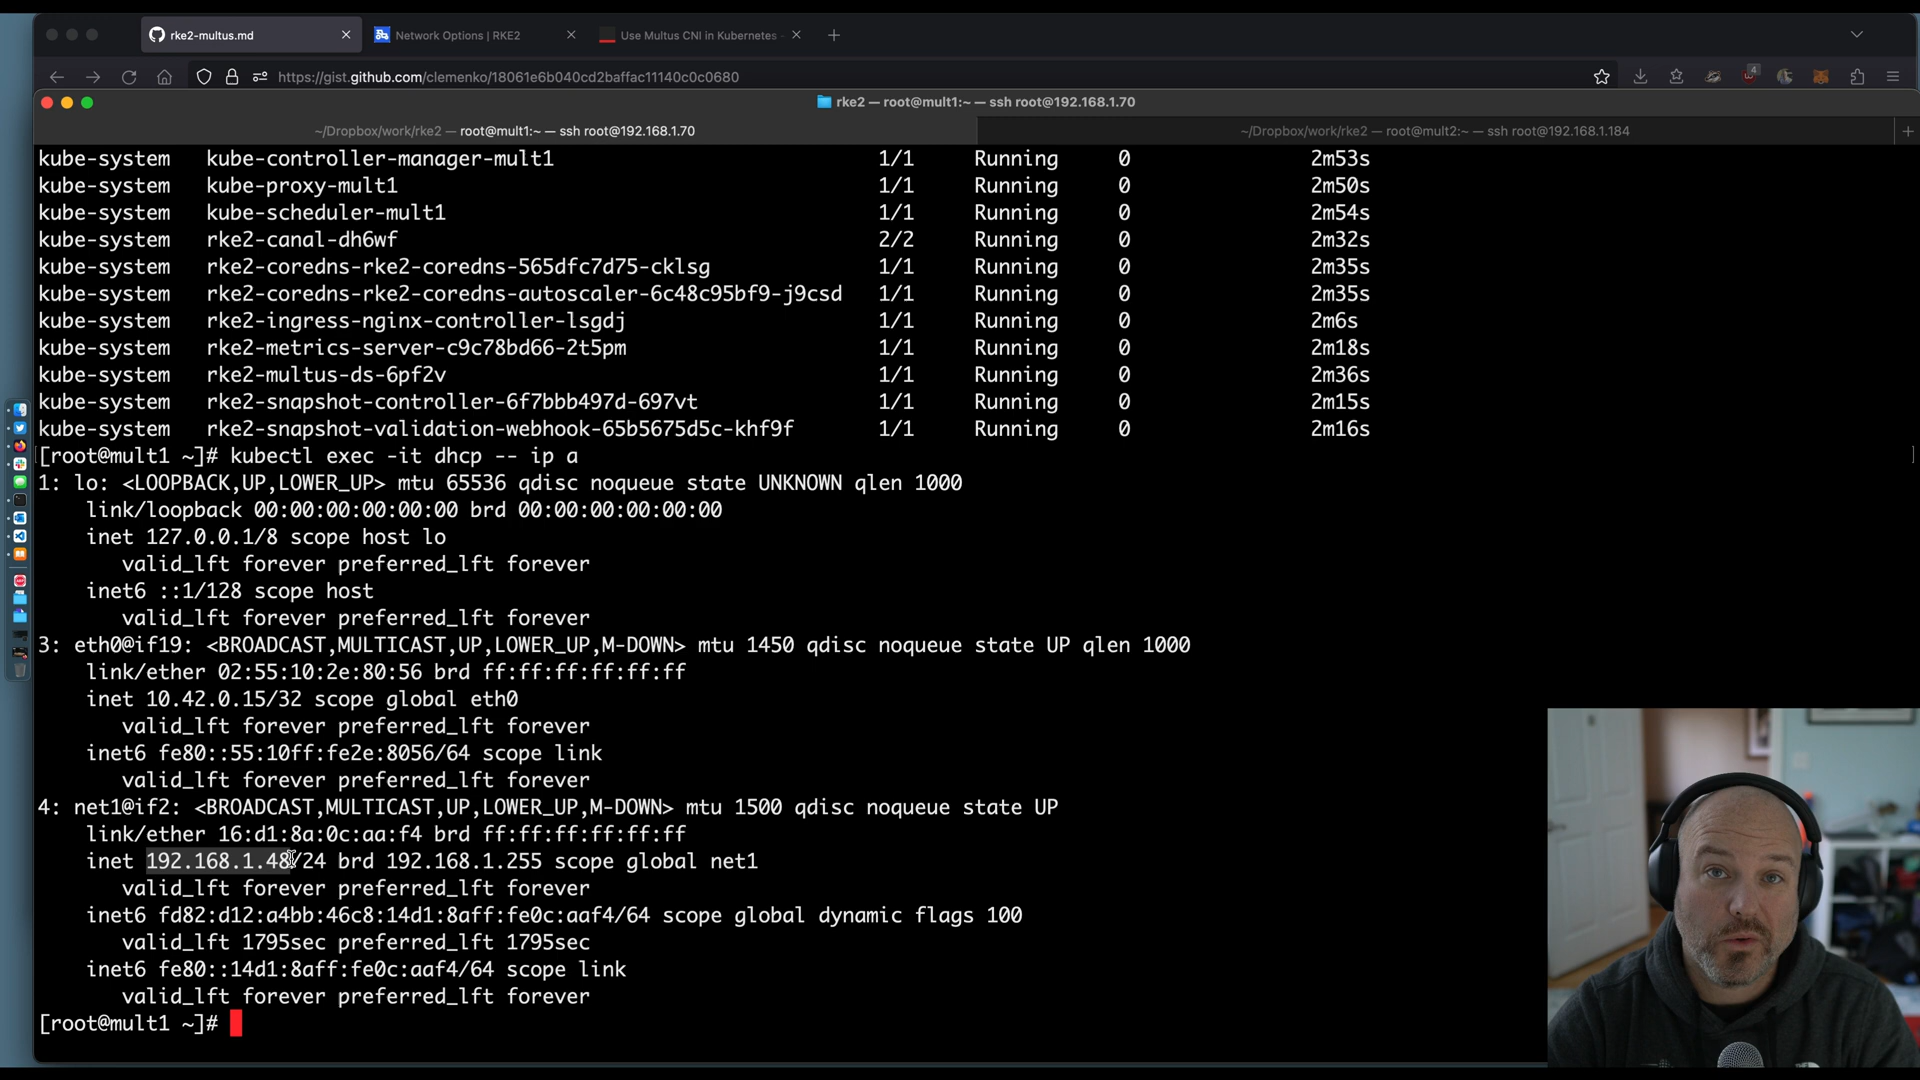 rke2-multus.md
Network Options | RKE2
Use Multus CNI in Kubernetes -
https://gist.github.com/clemenko/18061e6b040cd2baffac11140c0c0680
4
rke2 — root@mult1:~ — ssh root@192.168.1.70
~/Dropbox/work/rke2 — root@mult1:~ — ssh root@192.168.1.70
~/Dropbox/work/rke2 — root@mult2:~ — ssh root@192.168.1.184
kube-system kube-controller-manager-mult1 1/1 Running 0 2m53s
kube-system kube-proxy-mult1 1/1 Running 0 2m50s
kube-system kube-scheduler-mult1 1/1 Running 0 2m54s
kube-system rke2-canal-dh6wf 2/2 Running 0 2m32s
kube-system rke2-coredns-rke2-coredns-565dfc7d75-cklsg 1/1 Running 0 2m35s
kube-system rke2-coredns-rke2-coredns-autoscaler-6c48c95bf9-j9csd 1/1 Running 0 2m35s
kube-system rke2-ingress-nginx-controller-lsgdj 1/1 Running 0 2m6s
kube-system rke2-metrics-server-c9c78bd66-2t5pm 1/1 Running 0 2m18s
kube-system rke2-multus-ds-6pf2v 1/1 Running 0 2m36s
kube-system rke2-snapshot-controller-6f7bbb497d-697vt 1/1 Running 0 2m15s
kube-system rke2-snapshot-validation-webhook-65b5675d5c-khf9f 1/1 Running 0 2m16s
[root@mult1 ~]# kubectl exec -it dhcp -- ip a
1: lo: <LOOPBACK,UP,LOWER_UP> mtu 65536 qdisc noqueue state UNKNOWN qlen 1000
link/loopback 00:00:00:00:00:00 brd 00:00:00:00:00:00
inet 127.0.0.1/8 scope host lo
valid_lft forever preferred_lft forever
inet6 ::1/128 scope host
valid_lft forever preferred_lft forever
3: eth0@if19: <BROADCAST,MULTICAST,UP,LOWER_UP,M-DOWN> mtu 1450 qdisc noqueue state UP qlen 1000
link/ether 02:55:10:2e:80:56 brd ff:ff:ff:ff:ff:ff
inet 10.42.0.15/32 scope global eth0
valid_lft forever preferred_lft forever
inet6 fe80::55:10ff:fe2e:8056/64 scope link
valid_lft forever preferred_lft forever
4: net1@if2: <BROADCAST,MULTICAST,UP,LOWER_UP,M-DOWN> mtu 1500 qdisc noqueue state UP
link/ether 16:d1:8a:0c:aa:f4 brd ff:ff:ff:ff:ff:ff
inet 192.168.1.48/24 brd 192.168.1.255 scope global net1
valid_lft forever preferred_lft forever
inet6 fd82:d12:a4bb:46c8:14d1:8aff:fe0c:aaf4/64 scope global dynamic flags 100
valid_lft 1795sec preferred_lft 1795sec
inet6 fe80::14d1:8aff:fe0c:aaf4/64 scope link
valid_lft forever preferred_lft forever
[root@mult1 ~]#